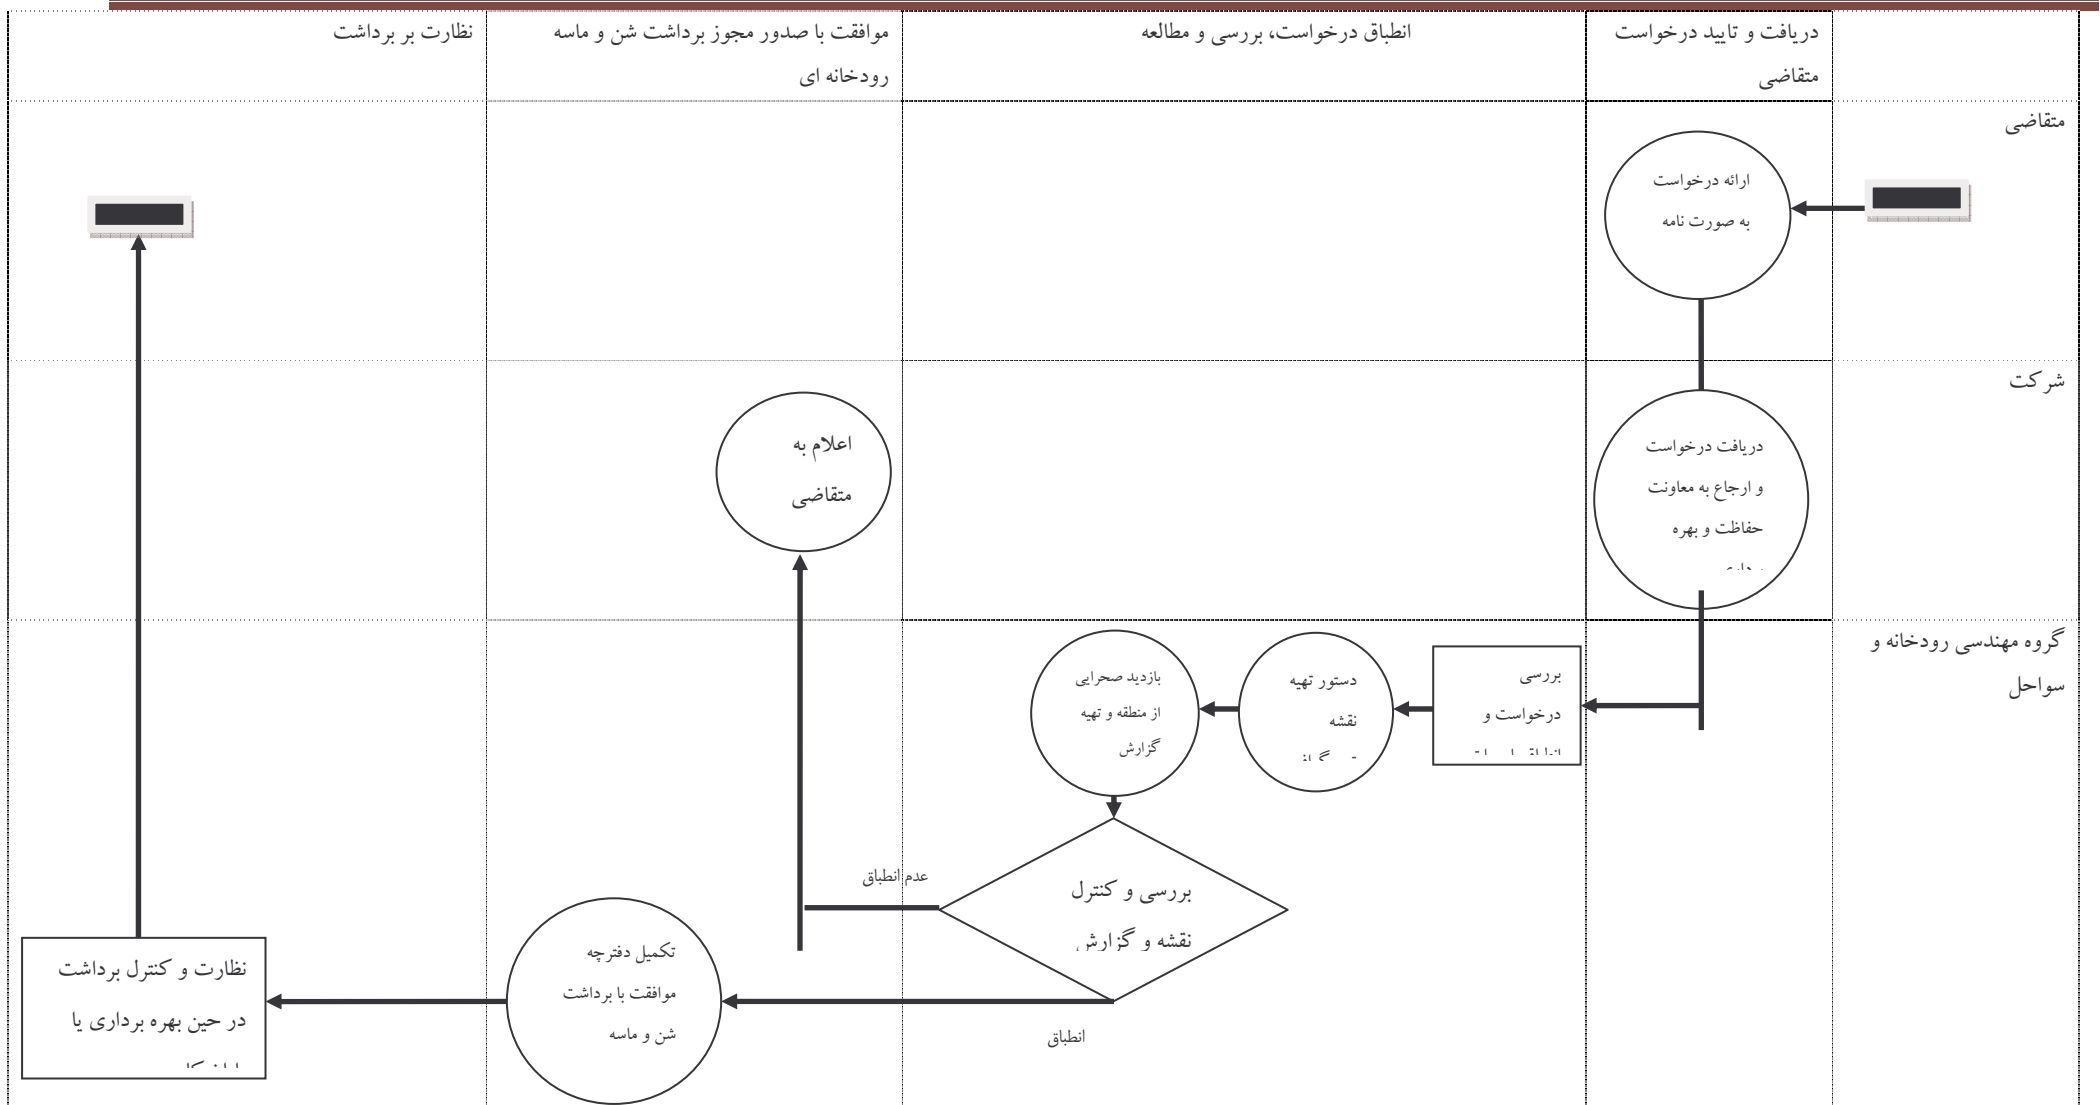 دریافت و تایید درخواست
متقاضی
انطباق درخواست، بررسی و مطالعه
موافقت با صدور مجوز برداشت شن و ماسه
رودخانه ای
نظارت بر برداشت
متقاضی
ارائه درخواست
به صورت نامه
شرکت
دریافت درخواست
و ارجاع به معاونت
حفاظت و بهره
اعلام به
متقاضی
گروه مهندسی رودخانه و
سواحل
بررسی
درخواست و
دستور تهیه
نقشه
بازدید صحرایی
از منطقه و تهیه
گزارش
بررسی و کنترل
نقشه و گزارش
عدم انطباق
انطباق
تکمیل دفترچه
موافقت با برداشت
شن و ماسه
نظارت و کنترل برداشت
در حین بهره برداری یا